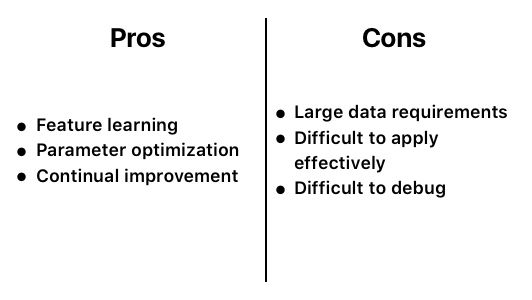 Pros
• Feature learning
• Parameter optimization
• Continual improvement
Cons
• Large data requirements
• Difficult to apply
effectively
• Difficult to debug